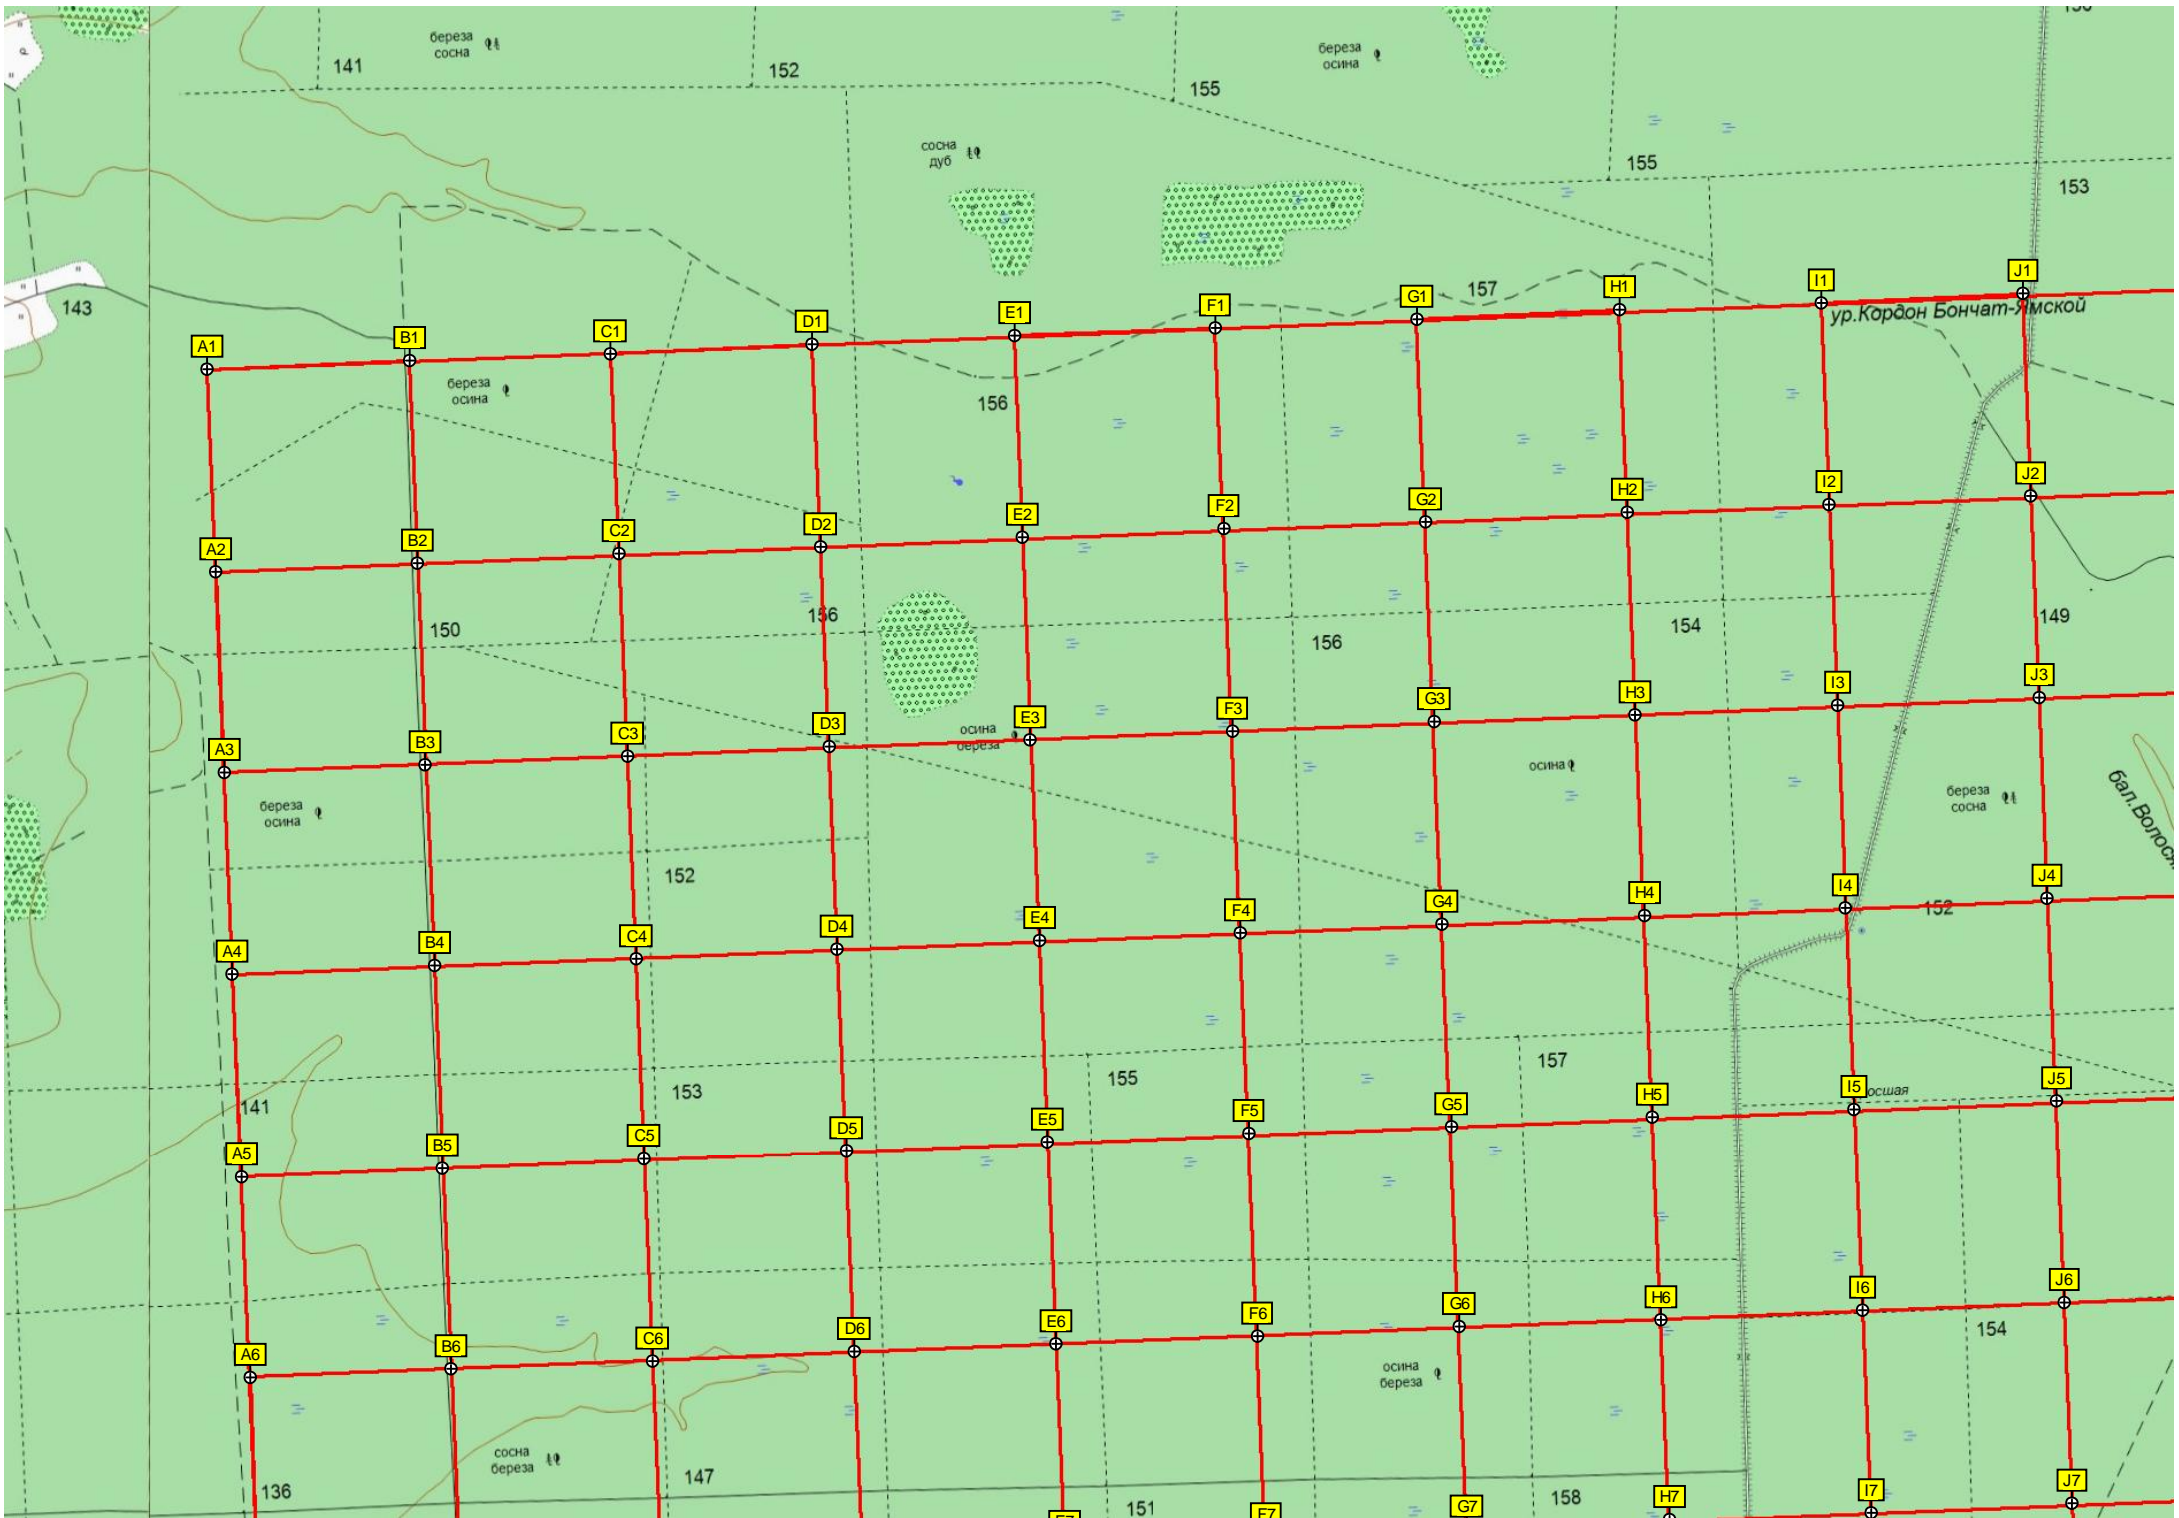 береза
сосна
141
152
береза
осина
155
сосна
дуб
155
153
143
157
ур.Кордон Бончат-Ямской
A1
B1
C1
D1
E1
F1
G1
H1
I1
J1
береза
осина
156
A2
B2
C2
D2
E2
F2
G2
H2
I2
J2
150
156
156
154
149
A3
B3
C3
D3
E3
F3
G3
H3
I3
J3
осина
береза
осина
береза
осина
береза
сосна
152
152
A4
B4
C4
D4
E4
F4
G4
H4
I4
J4
153
155
157
141
A5
B5
C5
D5
E5
F5
G5
H5
I5
J5
A6
B6
C6
D6
E6
F6
G6
H6
I6
J6
154
осина
береза
сосна
береза
136
147
151
158
G7
H7
I7
J7